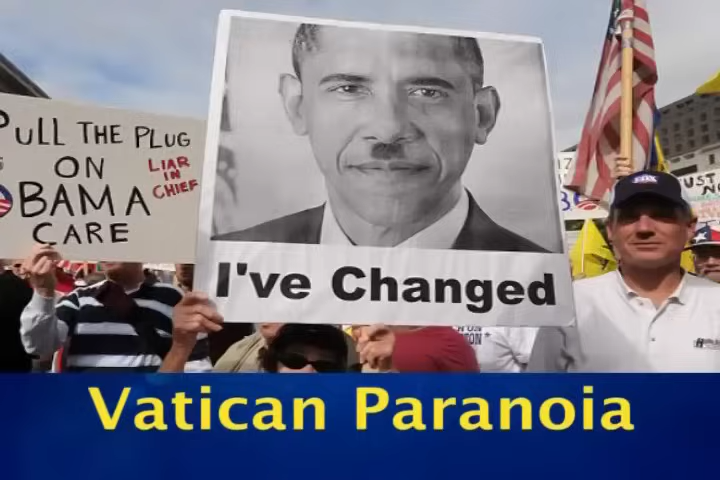 PULL THE PLUG
ON
OBAMA
CARE
LIAR
IN
CHIEF
I've Changed
Vatican Paranoia